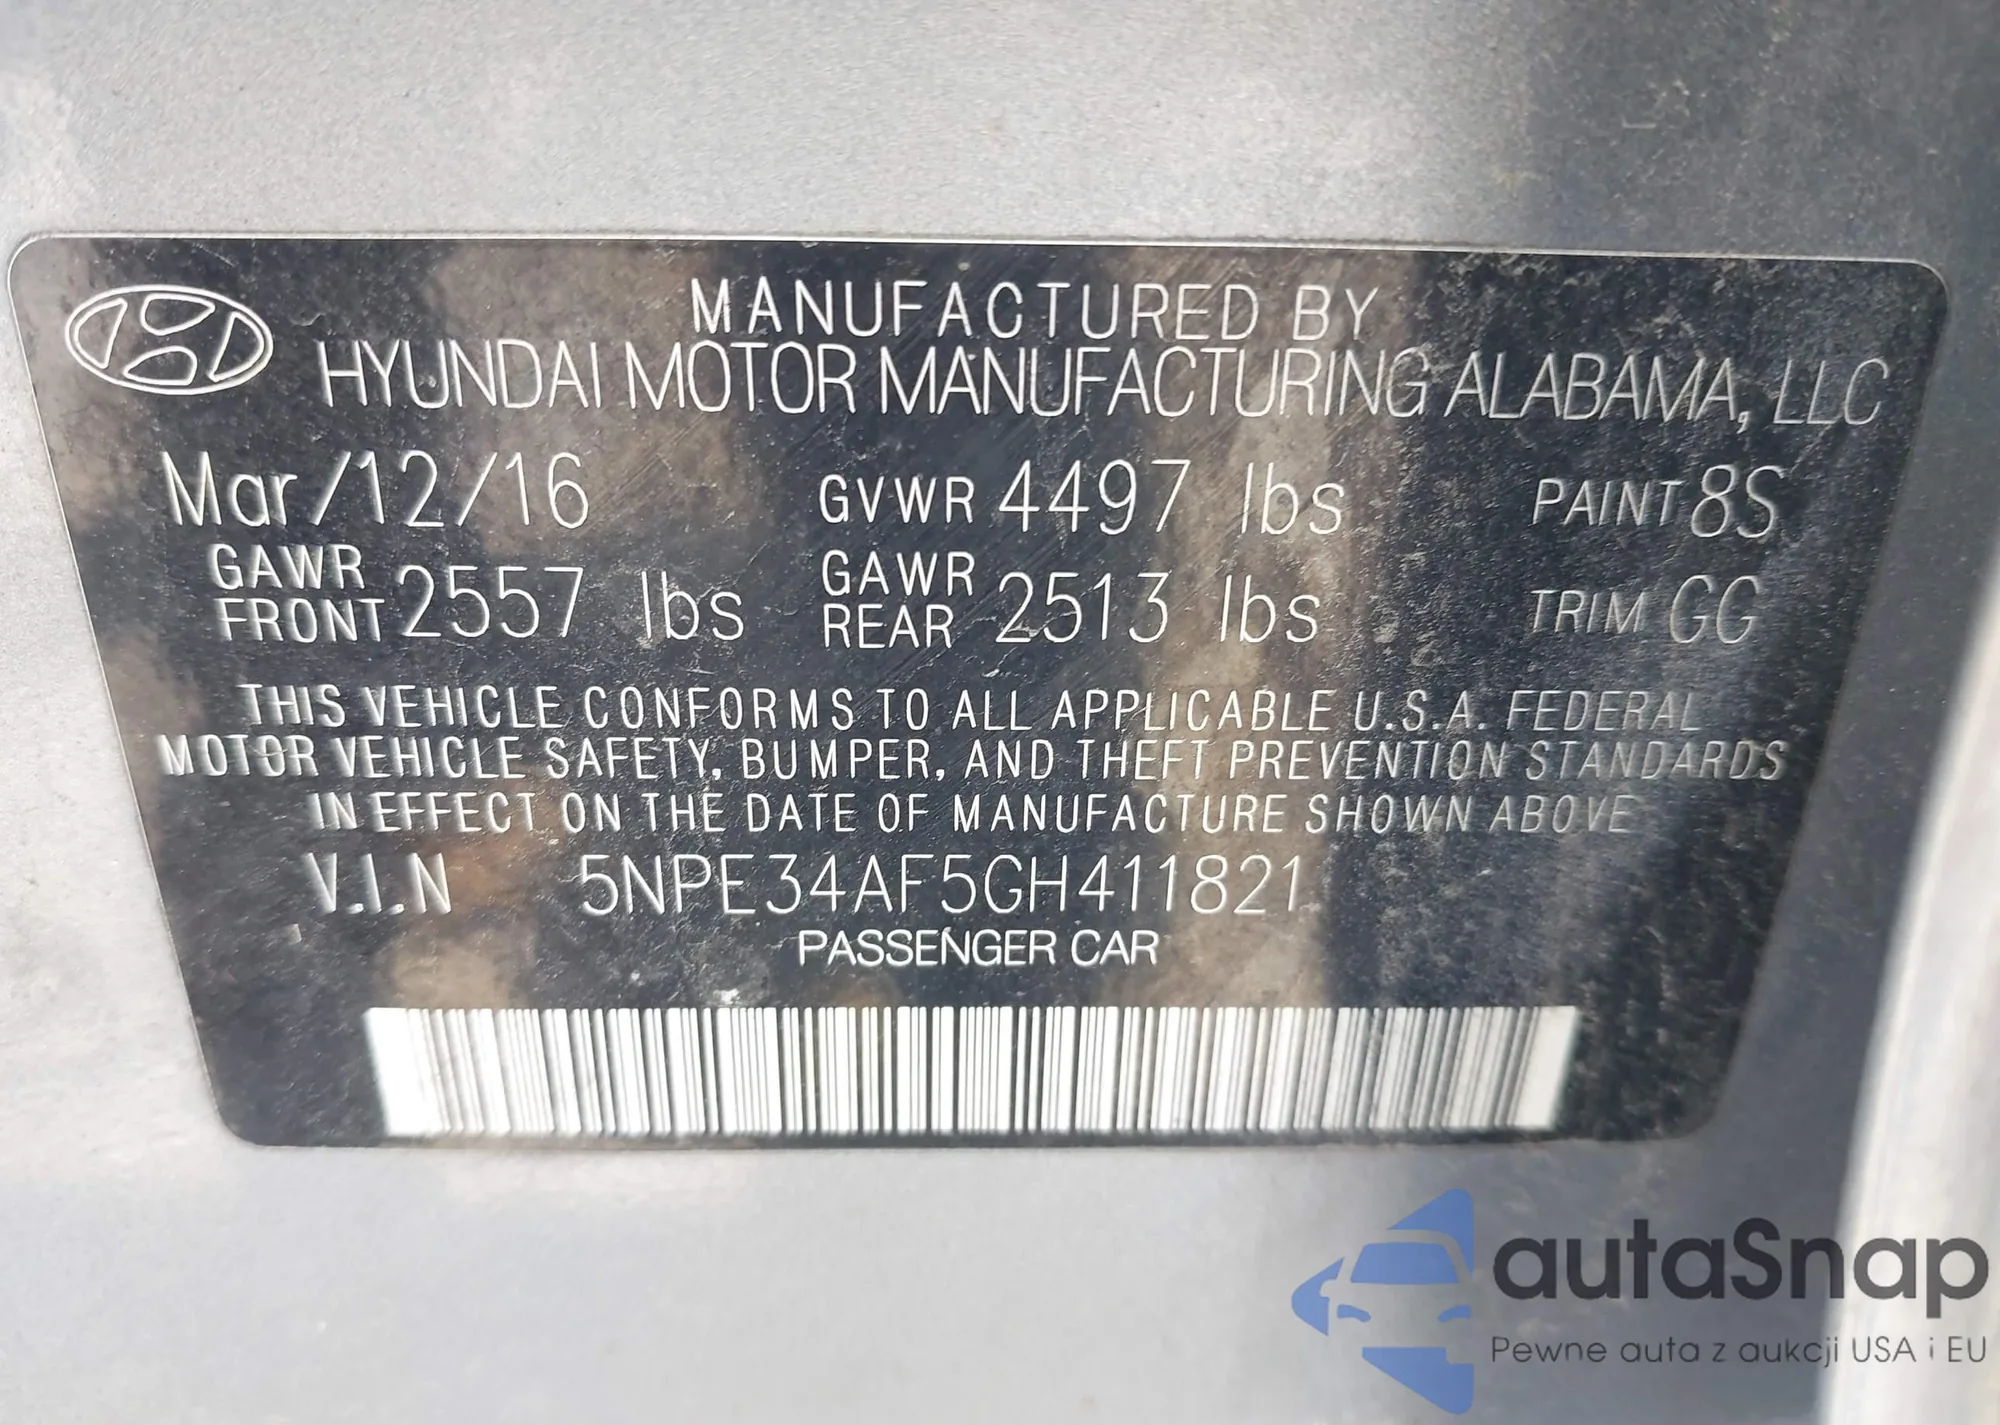 MANUFACTURED BY
HYUNDAI MOTOR MANUFACTURING ALABAMA, LLC
Mar/12/16 GVWR 4497 lbs PAINT 8S
GAWR FRONT 2557 lbs GAWR REAR 2513 lbs TRIM GG
THIS VEHICLE CONFORMS TO ALL APPLICABLE U.S.A. FEDERAL
MOTOR VEHICLE SAFETY, BUMPER, AND THEFT PREVENTION STANDARDS
IN EFFECT ON THE DATE OF MANUFACTURE SHOWN ABOVE
V.I.N 5NPE34AF5GH411821
PASSENGER CAR
autaSnap
Pewne auta z aukcji USA i EU